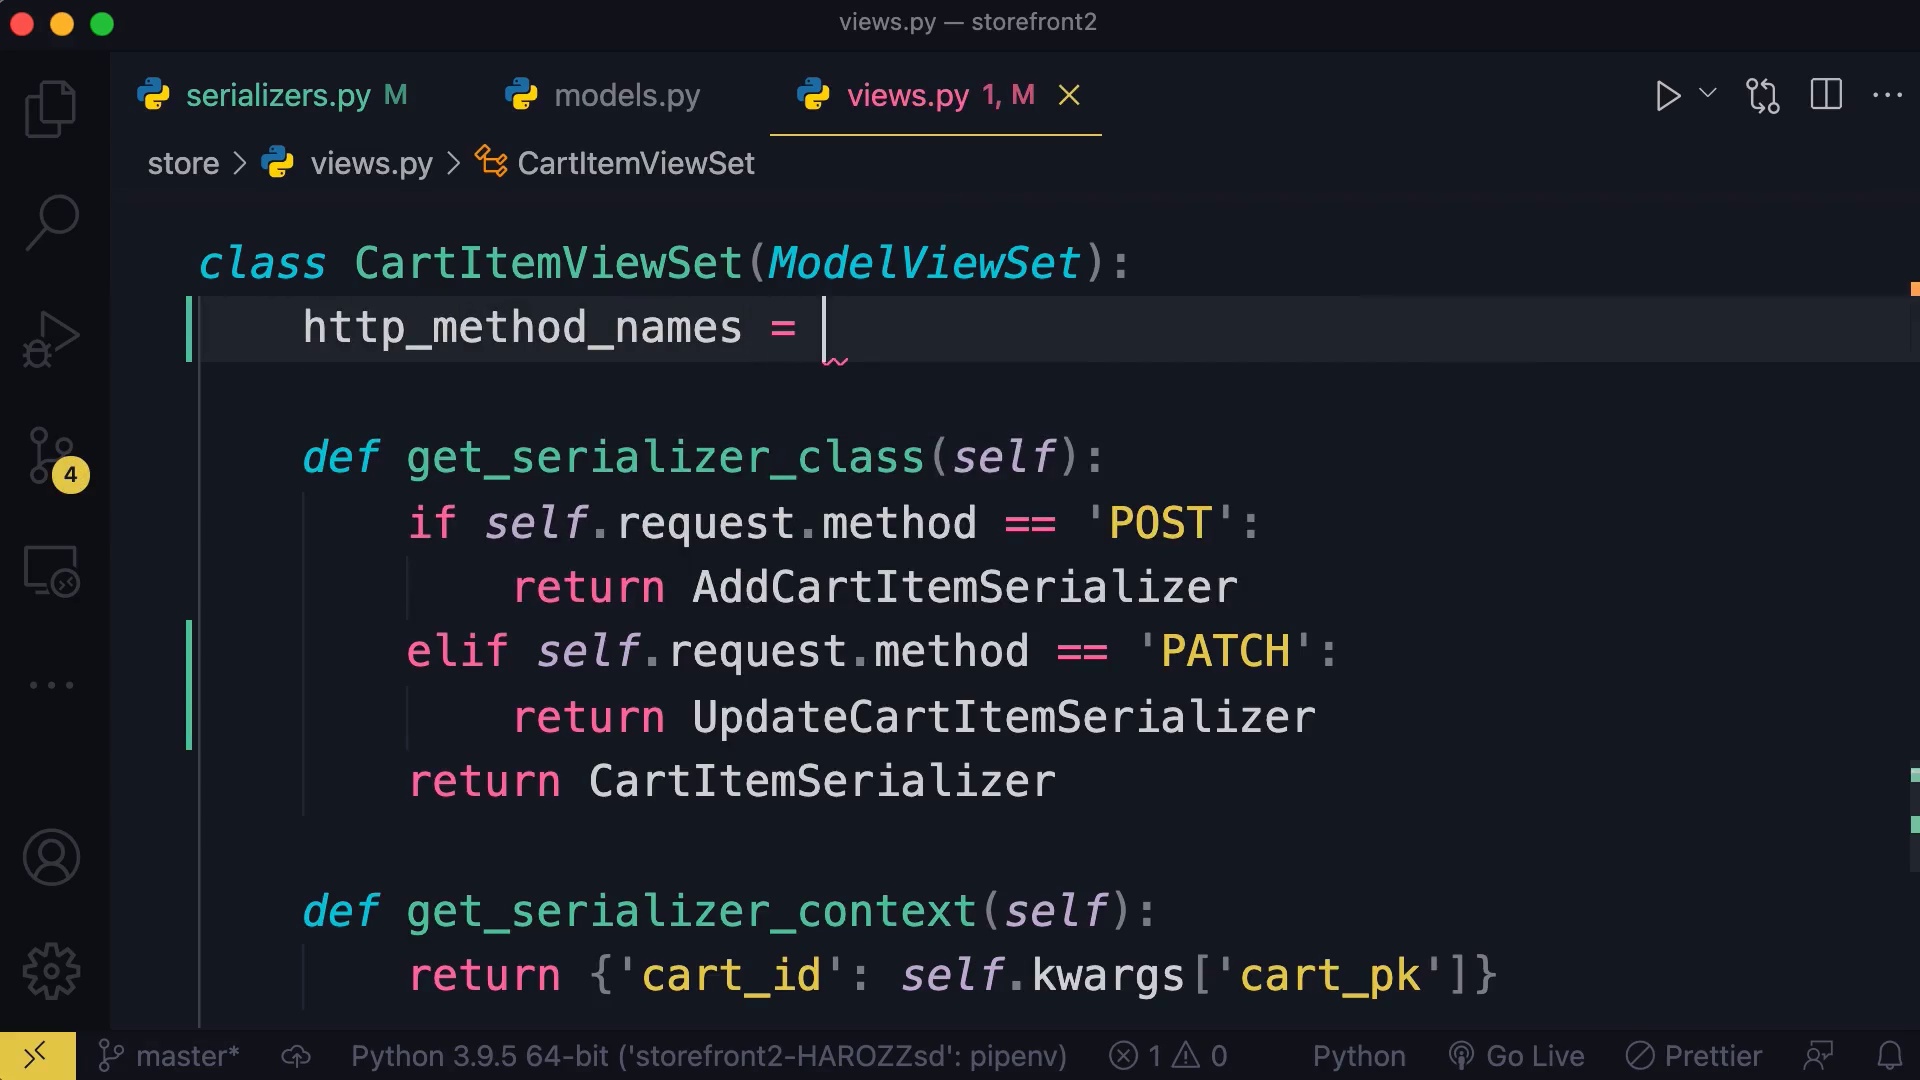 views.py — storefront2
serializers.py M models.py views.py 1, M
store > views.py > CartItemViewSet
class CartItemViewSet(ModelViewSet):
http_method_names =
def get_serializer_class(self):
if self.request.method == 'POST':
return AddCartItemSerializer
elif self.request.method == 'PATCH':
return UpdateCartItemSerializer
return CartItemSerializer
def get_serializer_context(self):
return {'cart_id': self.kwargs['cart_pk']}
4
master* Python 3.9.5 64-bit ('storefront2-HAROZZsd': pipenv) 1 0 Python Go Live Prettier